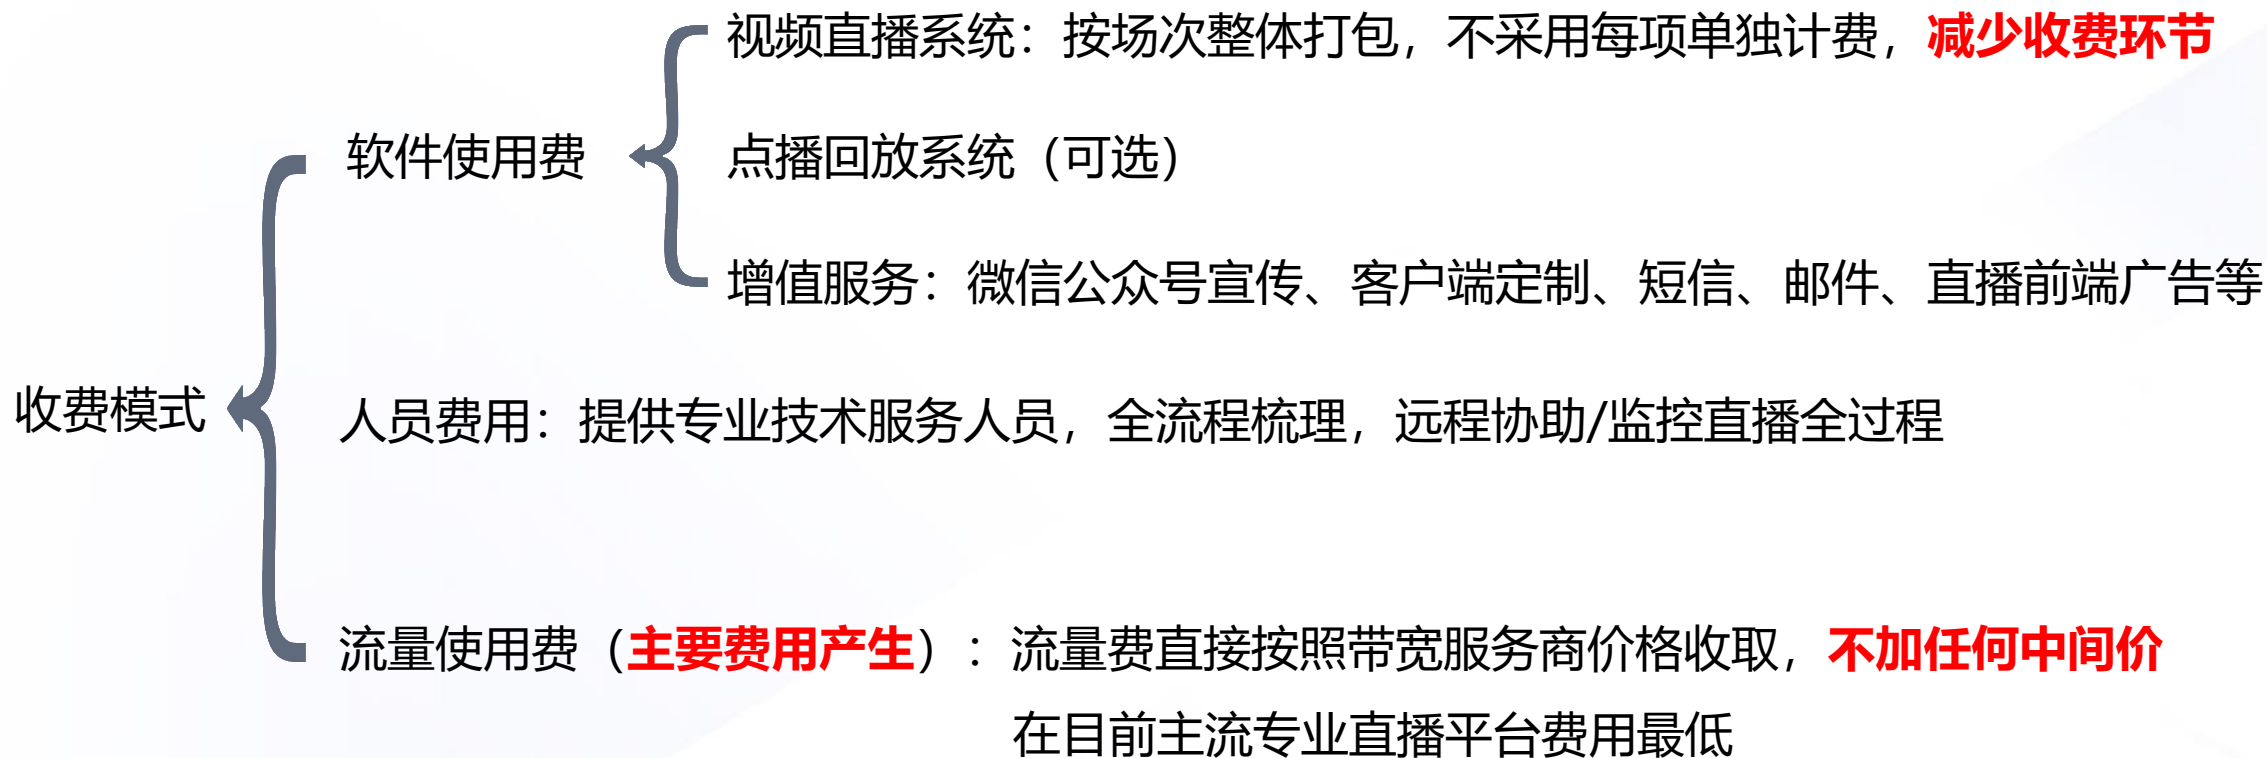 视频直播系统：按场次整体打包，不采用每项单独计费，减少收费环节
软件使用费
点播回放系统（可选）
增值服务：微信公众号宣传、客户端定制、短信、邮件、直播前端广告等
收费模式
人员费用：提供专业技术服务人员，全流程梳理，远程协助/监控直播全过程
流量使用费（主要费用产生）：流量费直接按照带宽服务商价格收取，不加任何中间价
在目前主流专业直播平台费用最低